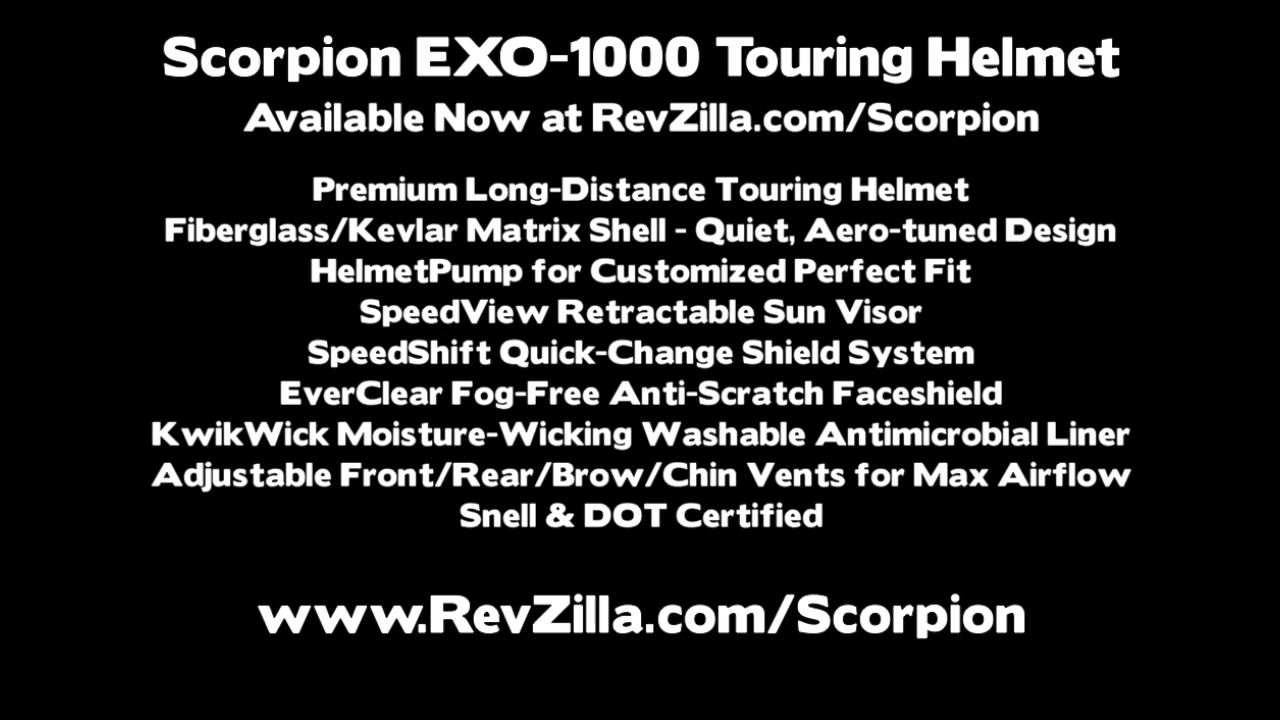 Scorpion EXO-1000 Touring Helmet
Available Now at RevZilla.com/Scorpion
Premium Long-Distance Touring Helmet
Fiberglass/Kevlar Matrix Shell - Quiet, Aero-tuned Design
HelmetPump for Customized Perfect Fit
SpeedView Retractable Sun Visor
SpeedShift Quick-Change Shield System
EverClear Fog-Free Anti-Scratch Faceshield
KwikWick Moisture-Wicking Washable Antimicrobial Liner
Adjustable Front/Rear/Brow/Chin Vents for Max Airflow
Snell & DOT Certified
www.RevZilla.com/Scorpion